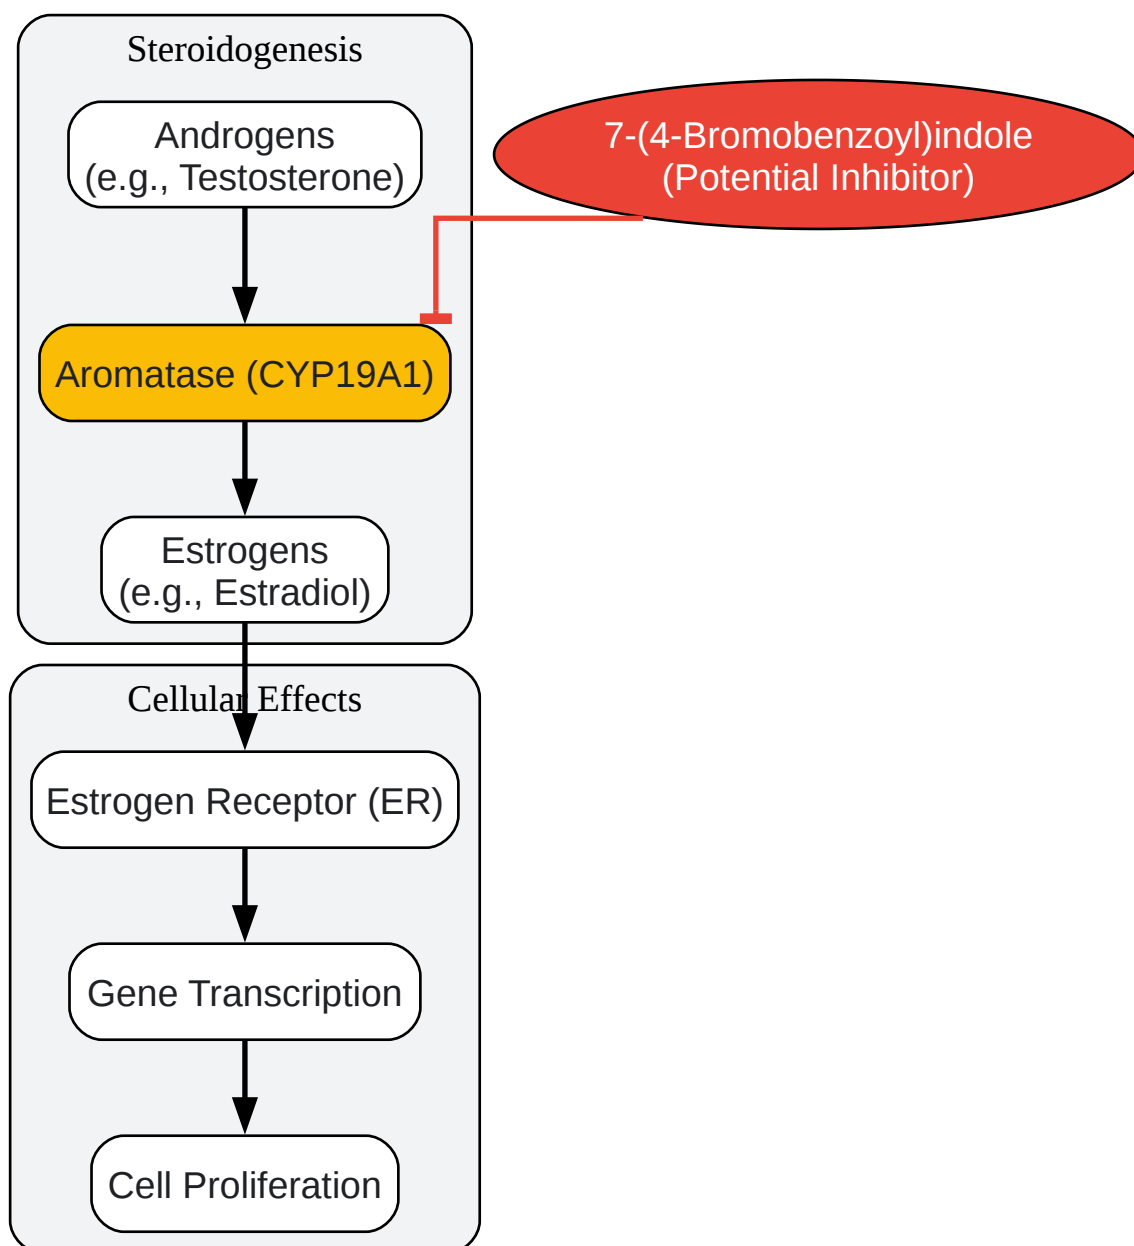 Steroidogenesis
Androgens
(e.g., Testosterone)
7-(4-Bromobenzoyl)indole
(Potential Inhibitor)
Aromatase (CYP19A1)
Estrogens
(e.g., Estradiol)
Cellular Effects
Estrogen Receptor (ER)
Gene Transcription
Cell Proliferation